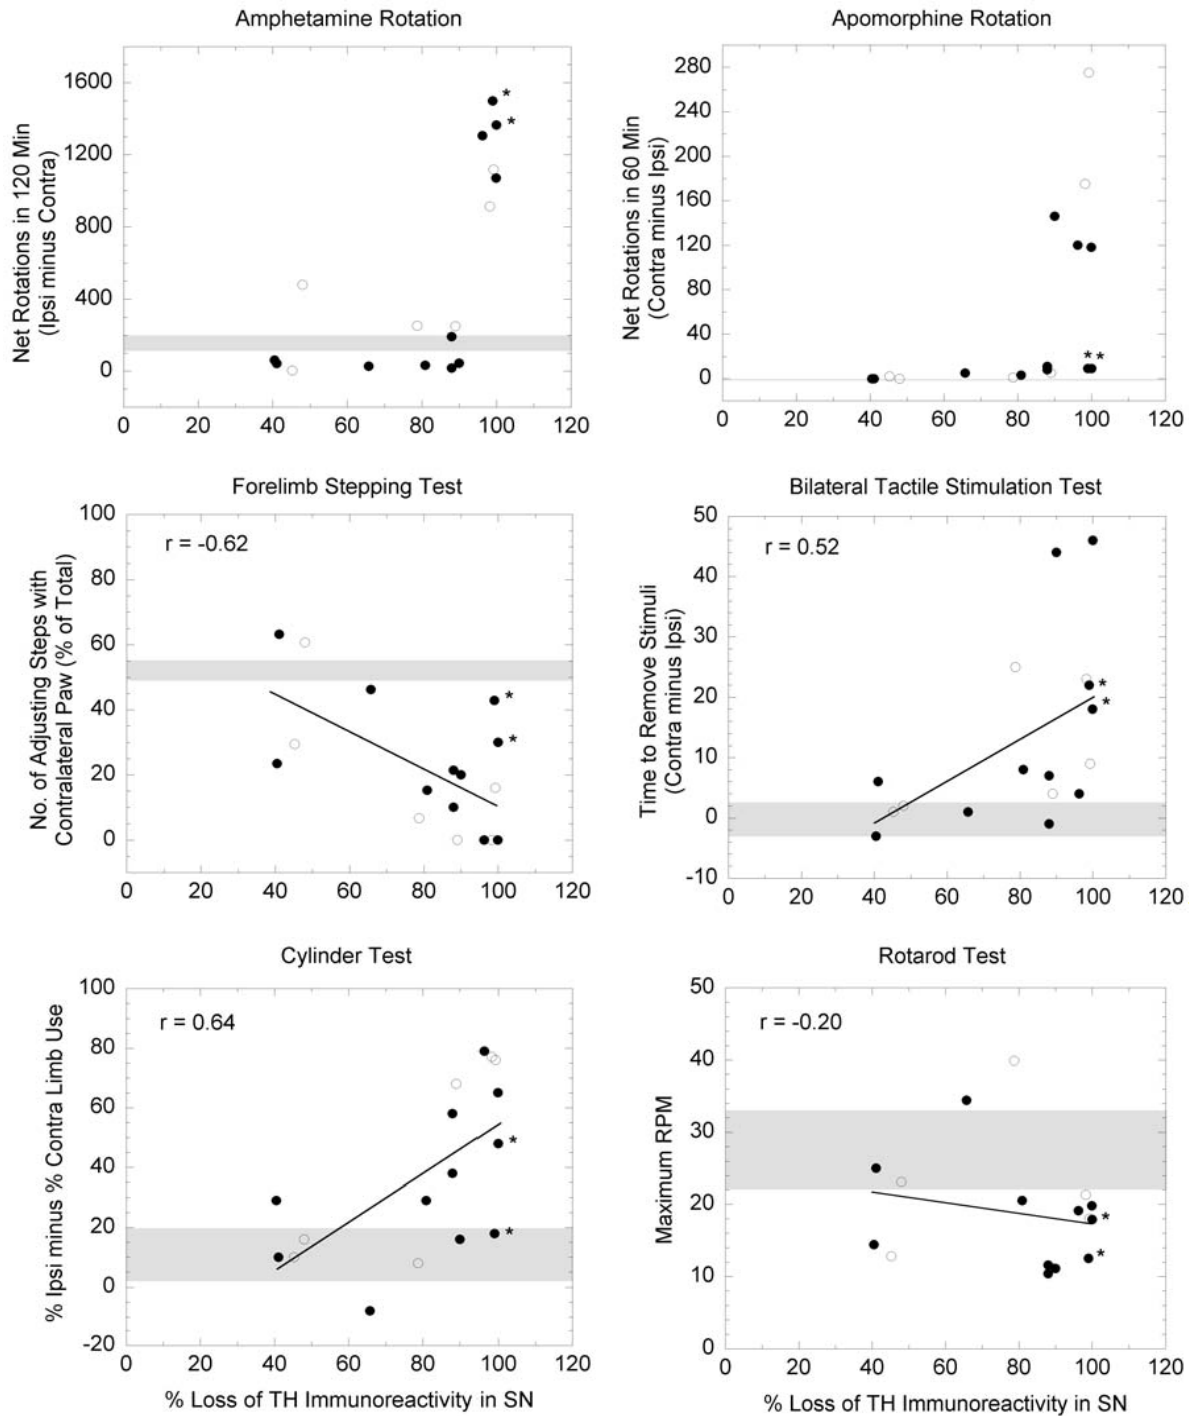 Amphetamine Rotation
Net Rotations in 120 Min
(Ipsi minus Contra)
1600
1200
800
400
0
* 
*
0 20 40 60 80 100 120
Apomorphine Rotation
Net Rotations in 60 Min
(Contra minus Ipsi)
280
240
200
160
120
80
40
0
* *
0 20 40 60 80 100 120
Forelimb Stepping Test
No. of Adjusting Steps with
Contralateral Paw (% of Total)
r = -0.62
100
80
60
40
20
0
*
*
0 20 40 60 80 100 120
Bilateral Tactile Stimulation Test
Time to Remove Stimuli
(Contra minus Ipsi)
r = 0.52
50
40
30
20
10
0
-10
*
*
0 20 40 60 80 100 120
Cylinder Test
% Ipsi minus % Contra Limb Use
r = 0.64
100
80
60
40
20
0
-20
*
*
0 20 40 60 80 100 120
% Loss of TH Immunoreactivity in SN
Rotarod Test
Maximum RPM
r = -0.20
50
40
30
20
10
0
*
*
0 20 40 60 80 100 120
% Loss of TH Immunoreactivity in SN